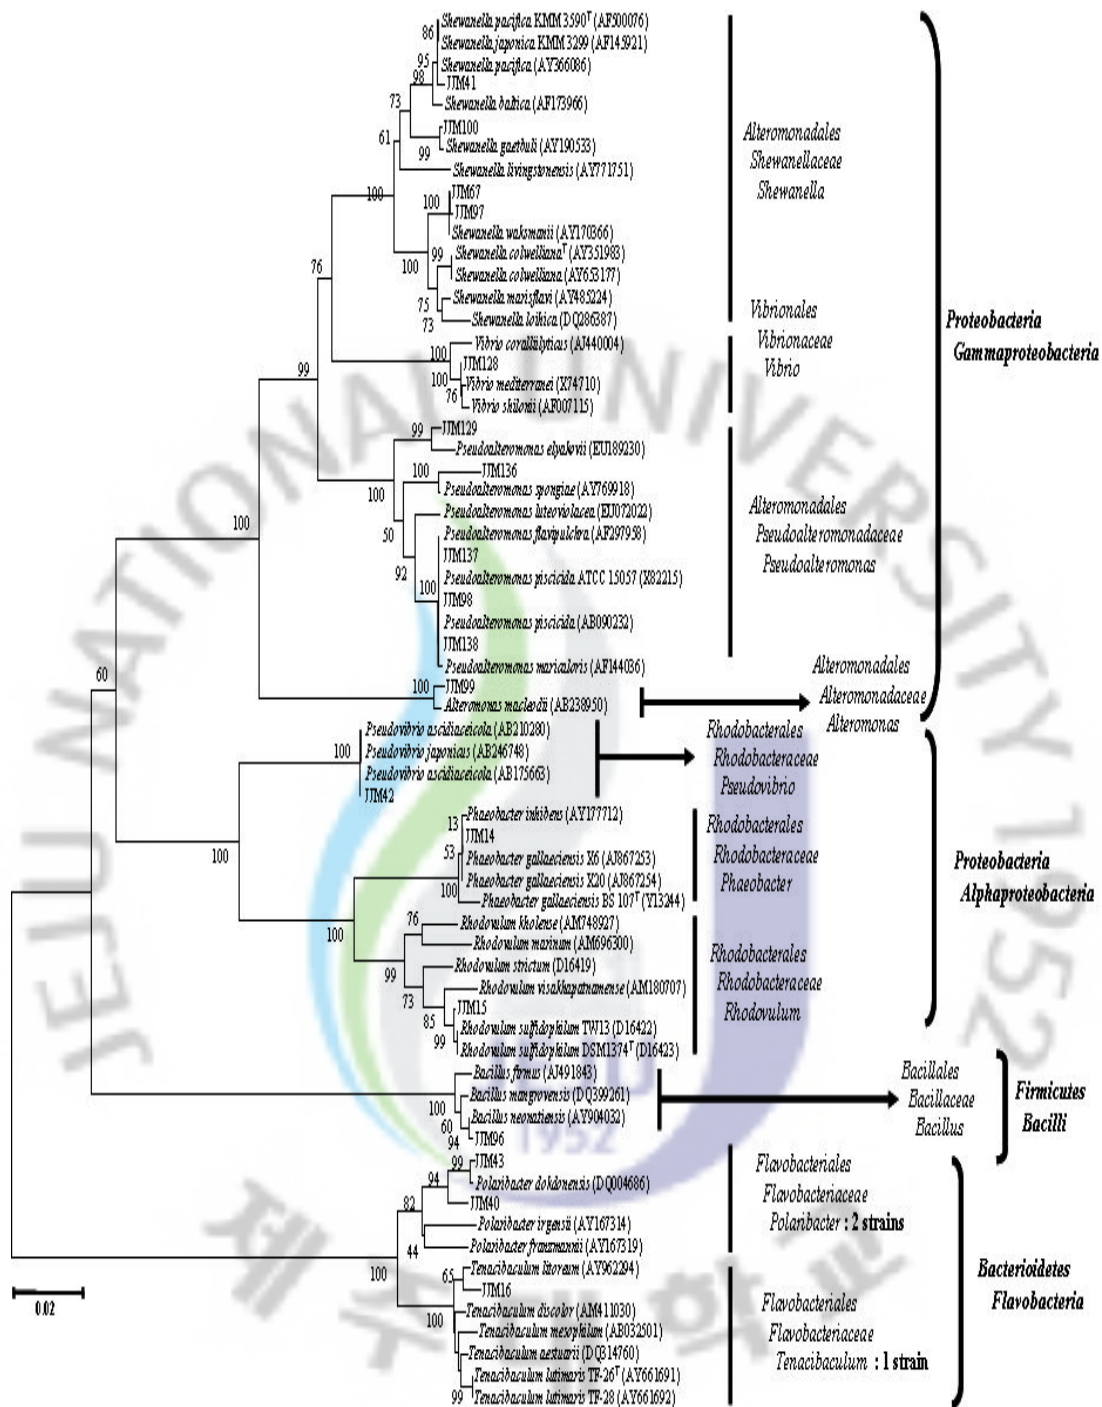 Shewanella pacifica KMM 3590T (AF500076)
86
Shewanella japonica KMM 3299 (AF145921)
95
Shewanella pacifica (AY366086)
98
JJM41
73
Shewanella baltica (AF173966)
JJM100
61
99
Shewanella gaetbuli (AY190533)
Shewanella livingstonensis (AY771751)
100
JJM67
100
JJM97
Shewanella waksmanii (AY170366)
99
Shewanella colwelliana T (AY351983)
100
Shewanella colwelliana (AY653177)
75
Shewanella marisflavi (AY485224)
73
Shewanella loihica (DQ286387)
Alteromonadales
Shewanellaceae
Shewanella
76
Vibrio coralliilyticus (AJ440004)
100
JJM128
100
Vibrio mediterranei (X74710)
76
Vibrio shilonii (AF007115)
Vibrionales
Vibrionaceae
Vibrio
Proteobacteria
Gammaproteobacteria
99
99
JJM129
Pseudoalteromonas elyakovii (EU189230)
100
JJM136
100
Pseudoalteromonas spongiae (AY769918)
Pseudoalteromonas luteoviolacea (EU072022)
50
Pseudoalteromonas flavipulchra (AF297958)
JJM137
92
100
Pseudoalteromonas piscicida ATCC 15057 (X82215)
JJM98
Pseudoalteromonas piscicida (AB090232)
JJM138
Pseudoalteromonas maricaloris (AF144036)
Alteromonadales
Pseudoalteromonadaceae
Pseudoalteromonas
100
100
JJM99
Alteromonas macleodii (AB238950)
Alteromonadales
Alteromonadaceae
Alteromonas
60
Pseudovibrio ascidiaceicola (AB210280)
100
Pseudovibrio japonicus (AB246748)
Pseudovibrio ascidiaceicola (AB175663)
JJM42
Rhodobacterales
Rhodobacteraceae
Pseudovibrio
100
Phaeobacter inhibens (AY177712)
13
JJM14
53
Phaeobacter gallaeciensis X6 (AJ867253)
Phaeobacter gallaeciensis X20 (AJ867254)
100
Phaeobacter gallaeciensis BS 107T (Y13244)
Rhodobacterales
Rhodobacteraceae
Phaeobacter
Proteobacteria
Alphaproteobacteria
100
76
Rhodovulum kholense (AM748927)
Rhodovulum marinum (AM696300)
99
Rhodovulum strictum (D16419)
73
Rhodovulum visakhapatnamense (AM180707)
JJM15
85
Rhodovulum sulfidophilum TW13 (D16422)
99
Rhodovulum sulfidophilum DSM1374T (D16423)
Rhodobacterales
Rhodobacteraceae
Rhodovulum
Bacillus firmus (AJ491843)
Bacillus mangrovensis (DQ399261)
100
Bacillus neonatiensis (AY904032)
60
94
JJM96
Bacillales
Bacillaceae
Bacillus
Firmicutes
Bacilli
99
JJM43
94
Polaribacter dokdonensis (DQ004686)
82
JJM40
Polaribacter irgensii (AY167314)
44
Polaribacter franzmannii (AY167319)
Flavobacteriales
Flavobacteriaceae
Polaribacter : 2 strains
100
Tenacibaculum litoreum (AY962294)
65
JJM16
Tenacibaculum discolor (AM411030)
100
Tenacibaculum mesophilum (AB032501)
Tenacibaculum aestuarii (DQ314760)
Tenacibaculum lutimaris TF-26T (AY661691)
99
Tenacibaculum lutimaris TF-28 (AY661692)
Flavobacteriales
Flavobacteriaceae
Tenacibaculum : 1 strain
Bacterioidetes
Flavobacteria
0.02
JEJU NATIONAL UNIVERSITY 1952
JEJU
1952
제주대학교